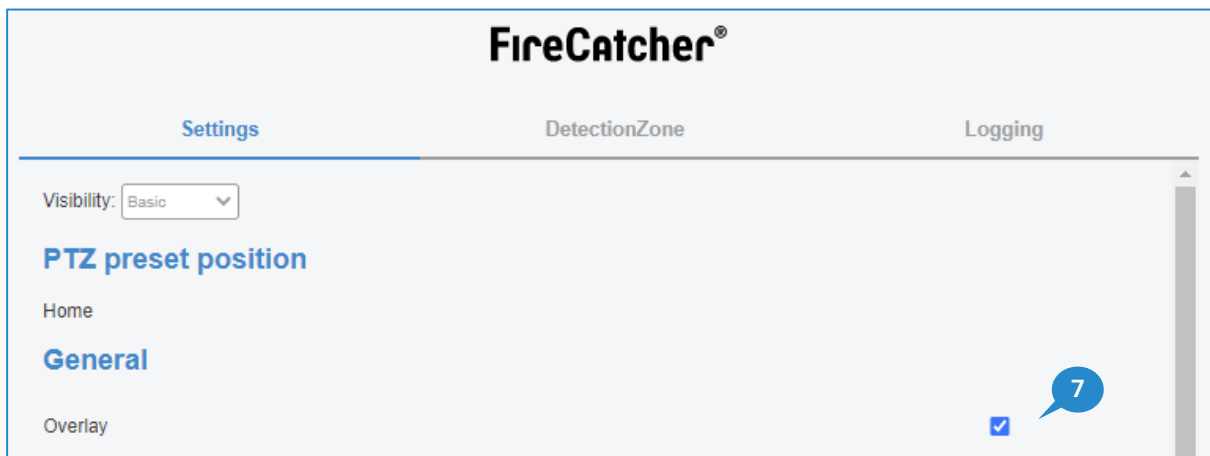 FireCatcher®
Settings DetectionZone Logging
Visibility: Basic
PTZ preset position
Home
General
7
Overlay